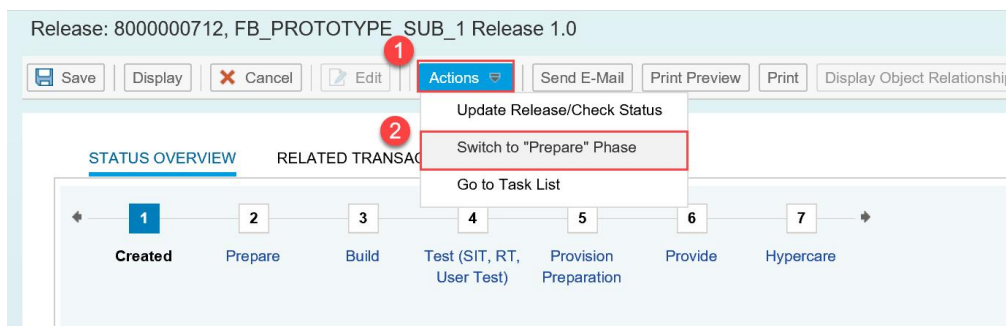 Release: 8000000712, FB_PROTOTYPE_SUB_1 Release 1.0
1
Save Display Cancel Edit Actions Send E-Mail Print Preview Print Display Object Relationshi
Update Release/Check Status
2
Switch to "Prepare" Phase
STATUS OVERVIEW RELATED TRANSAC
Go to Task List
1 2 3 4 5 6 7
Created Prepare Build Test (SIT, RT, Provision Provide Hypercare
User Test) Preparation